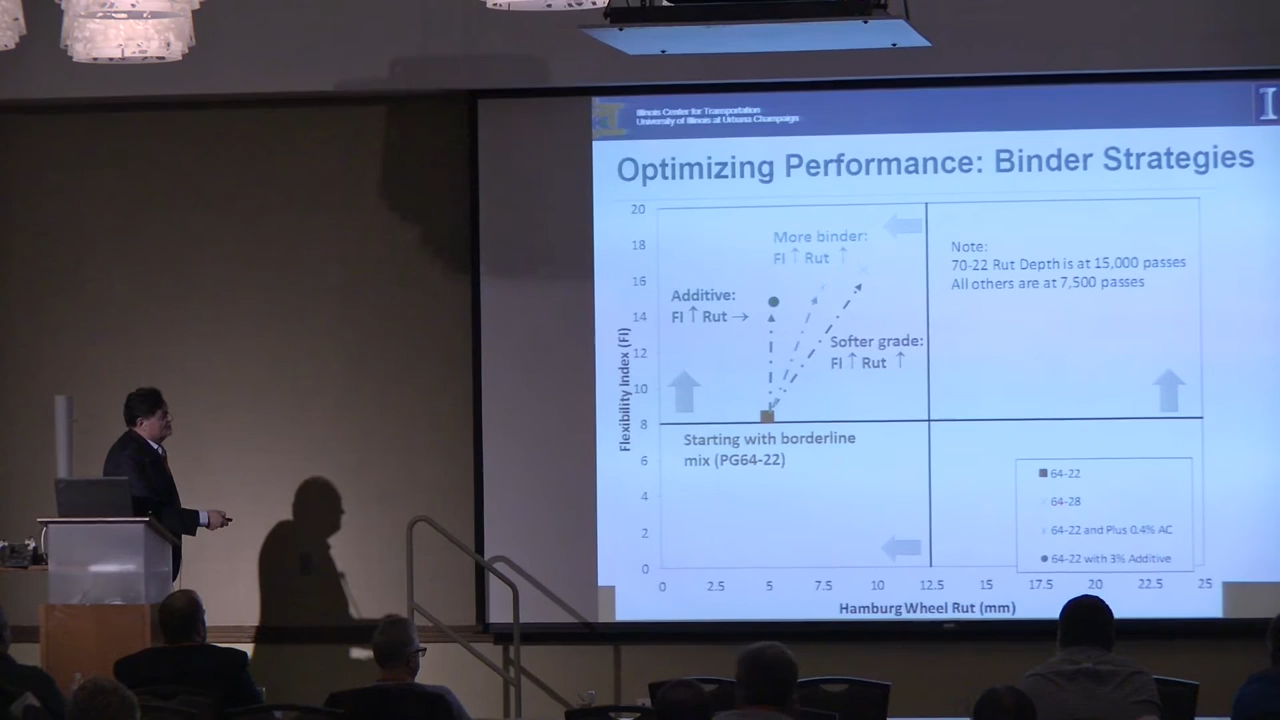 Illinois Center for Transportation
University of Illinois at Urbana Champaign
I
Optimizing Performance: Binder Strategies
20
18
16
14
12
10
8
6
4
2
0
Flexibility Index (FI)
More binder:
FI ↑ Rut ↑
Additive:
FI ↑ Rut →
Softer grade:
FI ↑ Rut ↑
Note:
70-22 Rut Depth is at 15,000 passes
All others are at 7,500 passes
Starting with borderline
mix (PG64-22)
64-22
64-28
64-22 and Plus 0.4% AC
64-22 with 3% Additive
0 2.5 5 7.5 10 12.5 15 17.5 20 22.5 25
Hamburg Wheel Rut (mm)